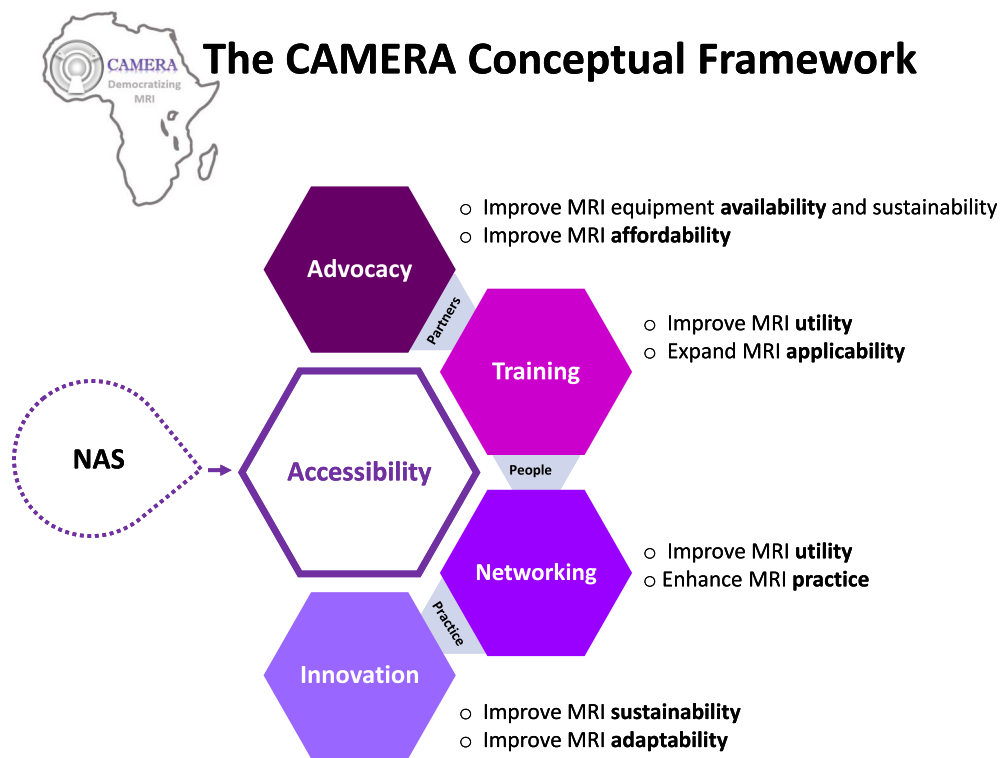 The CAMERA Conceptual Framework
CAMERA
Democratizing
MRI
Advocacy
○ Improve MRI equipment availability and sustainability
○ Improve MRI affordability
Partners
Training
○ Improve MRI utility
○ Expand MRI applicability
NAS
Accessibility
People
Networking
○ Improve MRI utility
○ Enhance MRI practice
Practice
Innovation
○ Improve MRI sustainability
○ Improve MRI adaptability